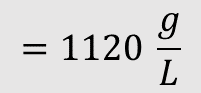 = 1120 g/L